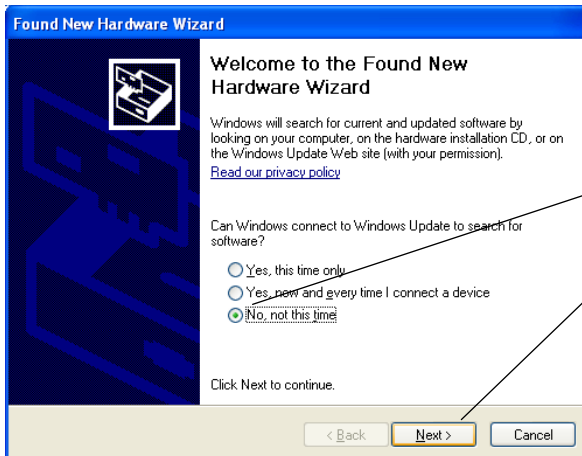 Found New Hardware Wizard
Welcome to the Found New
Hardware Wizard
Windows will search for current and updated software by
looking on your computer, on the hardware installation CD, or on
the Windows Update Web site (with your permission).
Read our privacy policy
Can Windows connect to Windows Update to search for
software?
Yes, this time only
Yes, now and every time I connect a device
No, not this time
Click Next to continue.
< Back
Next >
Cancel